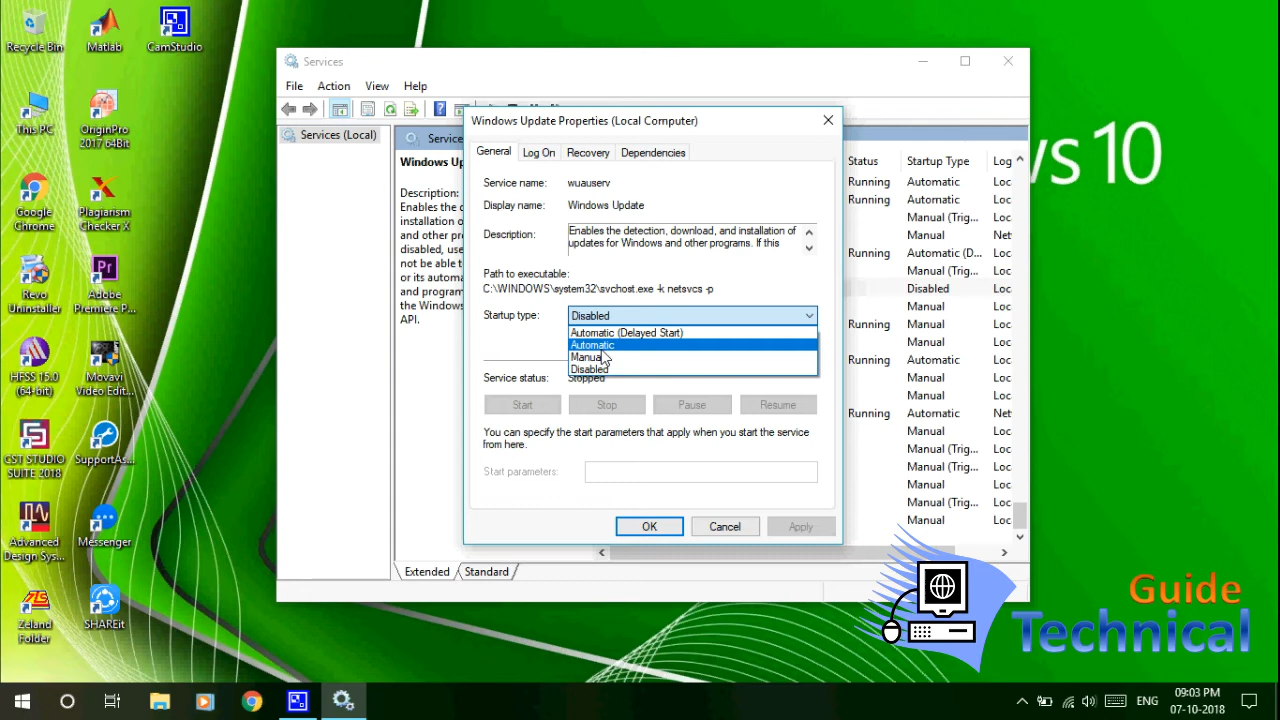 Recycle Bin
Matlab
CamStudio
This PC
OriginPro
2017 64Bit
Google
Chrome
Plagiarism
Checker X
Revo
Uninstaller
Adobe
Premiere P...
HFSS 15.0
(64-bit)
Movavi
Video Edit...
CST STUDIO
SUITE 2018
SupportAs...
Advanced
Design Sys...
Messenger
Zeland
Folder
SHAREit
Services
File
Action
View
Help
Services (Local)
Service
Windows Up
Description:
Enables the d
installation o
and other pro
disabled, use
not be able t
or its automa
and program
the Windows
API.
Windows Update Properties (Local Computer)
General
Log On
Recovery
Dependencies
Service name:
wuauserv
Display name:
Windows Update
Description:
Enables the detection, download, and installation of
updates for Windows and other programs. If this
Path to executable:
C:\WINDOWS\system32\svchost.exe -k netsvcs -p
Startup type:
Disabled
Automatic (Delayed Start)
Automatic
Manual
Disabled
Service status:
Stopped
Start
Stop
Pause
Resume
You can specify the start parameters that apply when you start the service
from here.
Start parameters:
OK
Cancel
Apply
Status
Startup Type
Log
Running
Automatic
Loc
Running
Automatic
Loc
Manual (Trig...
Loc
Manual
Net
Running
Automatic (D...
Loc
Manual (Trig...
Loc
Disabled
Loc
Manual
Loc
Running
Manual
Loc
Manual
Loc
Running
Automatic
Loc
Manual
Loc
Manual
Loc
Running
Automatic
Net
Manual
Loc
Manual (Trig...
Loc
Manual (Trig...
Loc
Manual
Loc
Manual (Trig...
Loc
Manual
Loc
Extended
Standard
ws 10
Guide
Technical
ENG
09:03 PM
07-10-2018